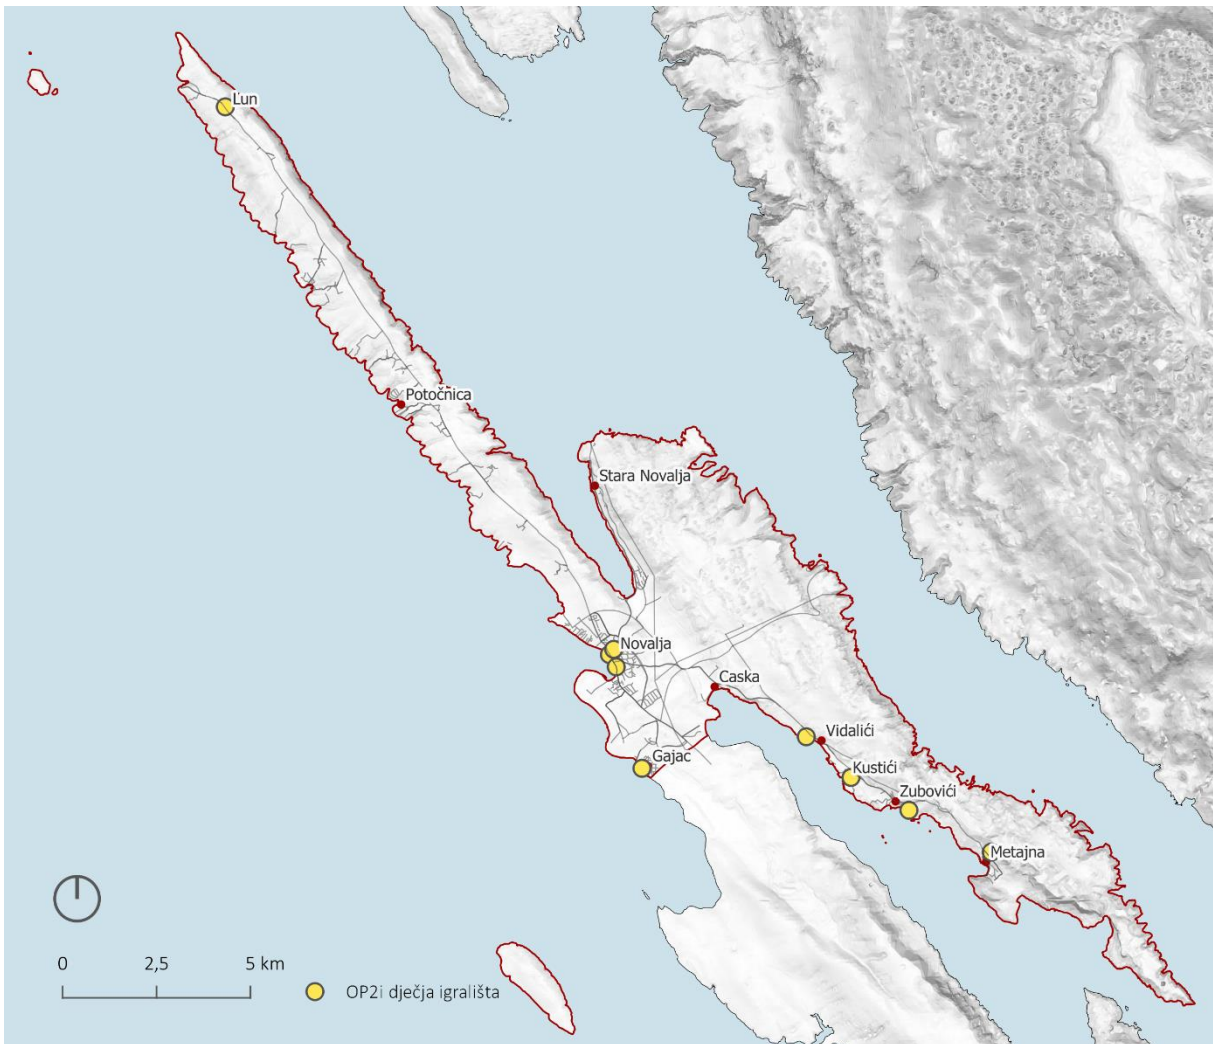 Lun
Potočnica
Stara Novalja
Novalja
Caska
Vidalići
Gajac
Kustići
Zubovići
Metajna
0 2,5 5 km
OP2i dječja igrališta